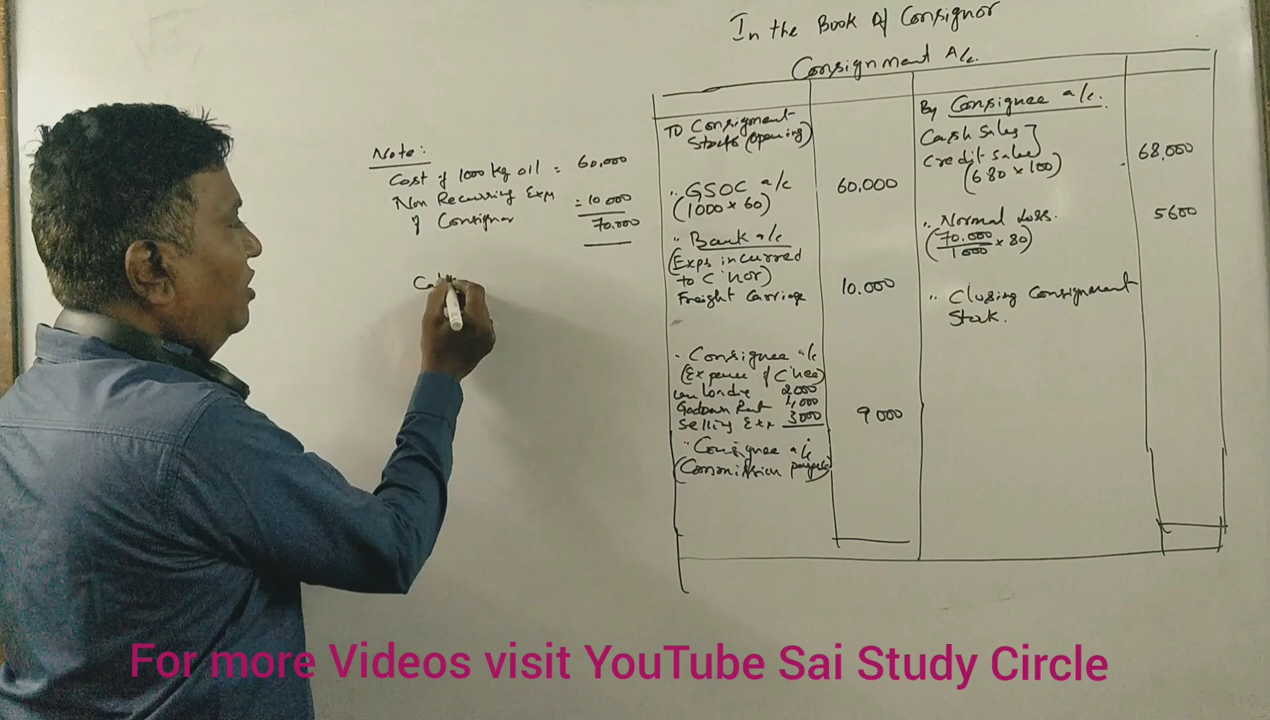 In the Book of Consignor
Consignment A/c.
Note:
Cost of 1000 kg oil = 60.000
Non Recurring Exp = 10.000
of Consignor 70.000
To Consignment
Stock (opening)
" GSOC a/c 60,000
(1000 x 60)
" Bank a/c
(Exps incurred
to C'nor)
Freight Carriage 10.000
" Consignee a/c
(Expense of C'nee)
2000
Godown Rent
Selling Exp 3000 9000
" Consignee a/c
(Commission payable)
By Consignee a/c.
Cash Sales
Credit Sales 68,000
(680 x 100)
" Normal Loss. 5600
(70.000/1000 x 80)
" Closing Consignment
Stock.
For more Videos visit YouTube Sai Study Circle